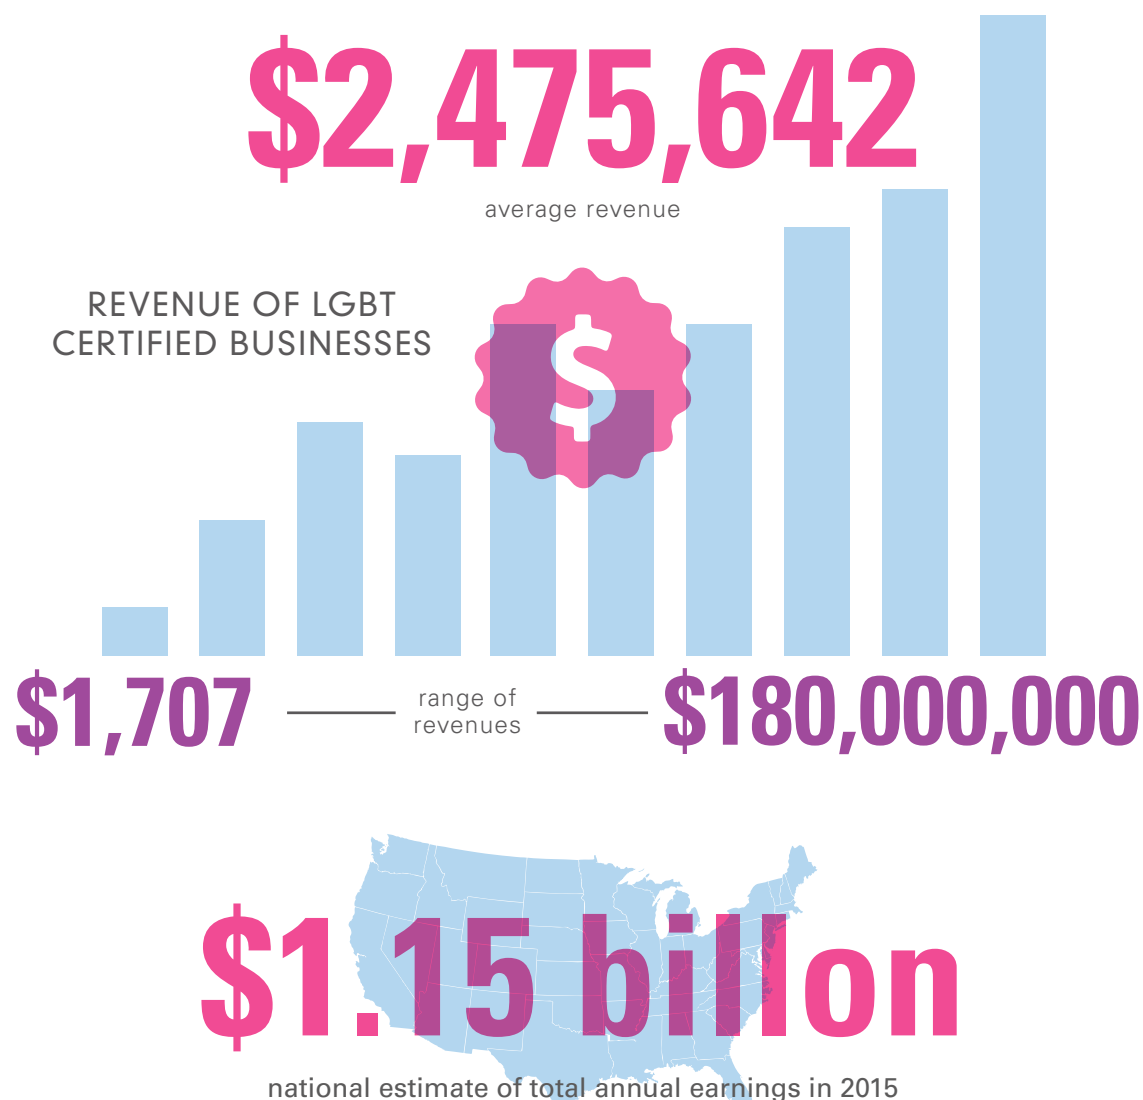 $2,475,642
average revenue
REVENUE OF LGBT
CERTIFIED BUSINESSES
$
$1,707
range of
revenues
$180,000,000
$1.15 billon
national estimate of total annual earnings in 2015